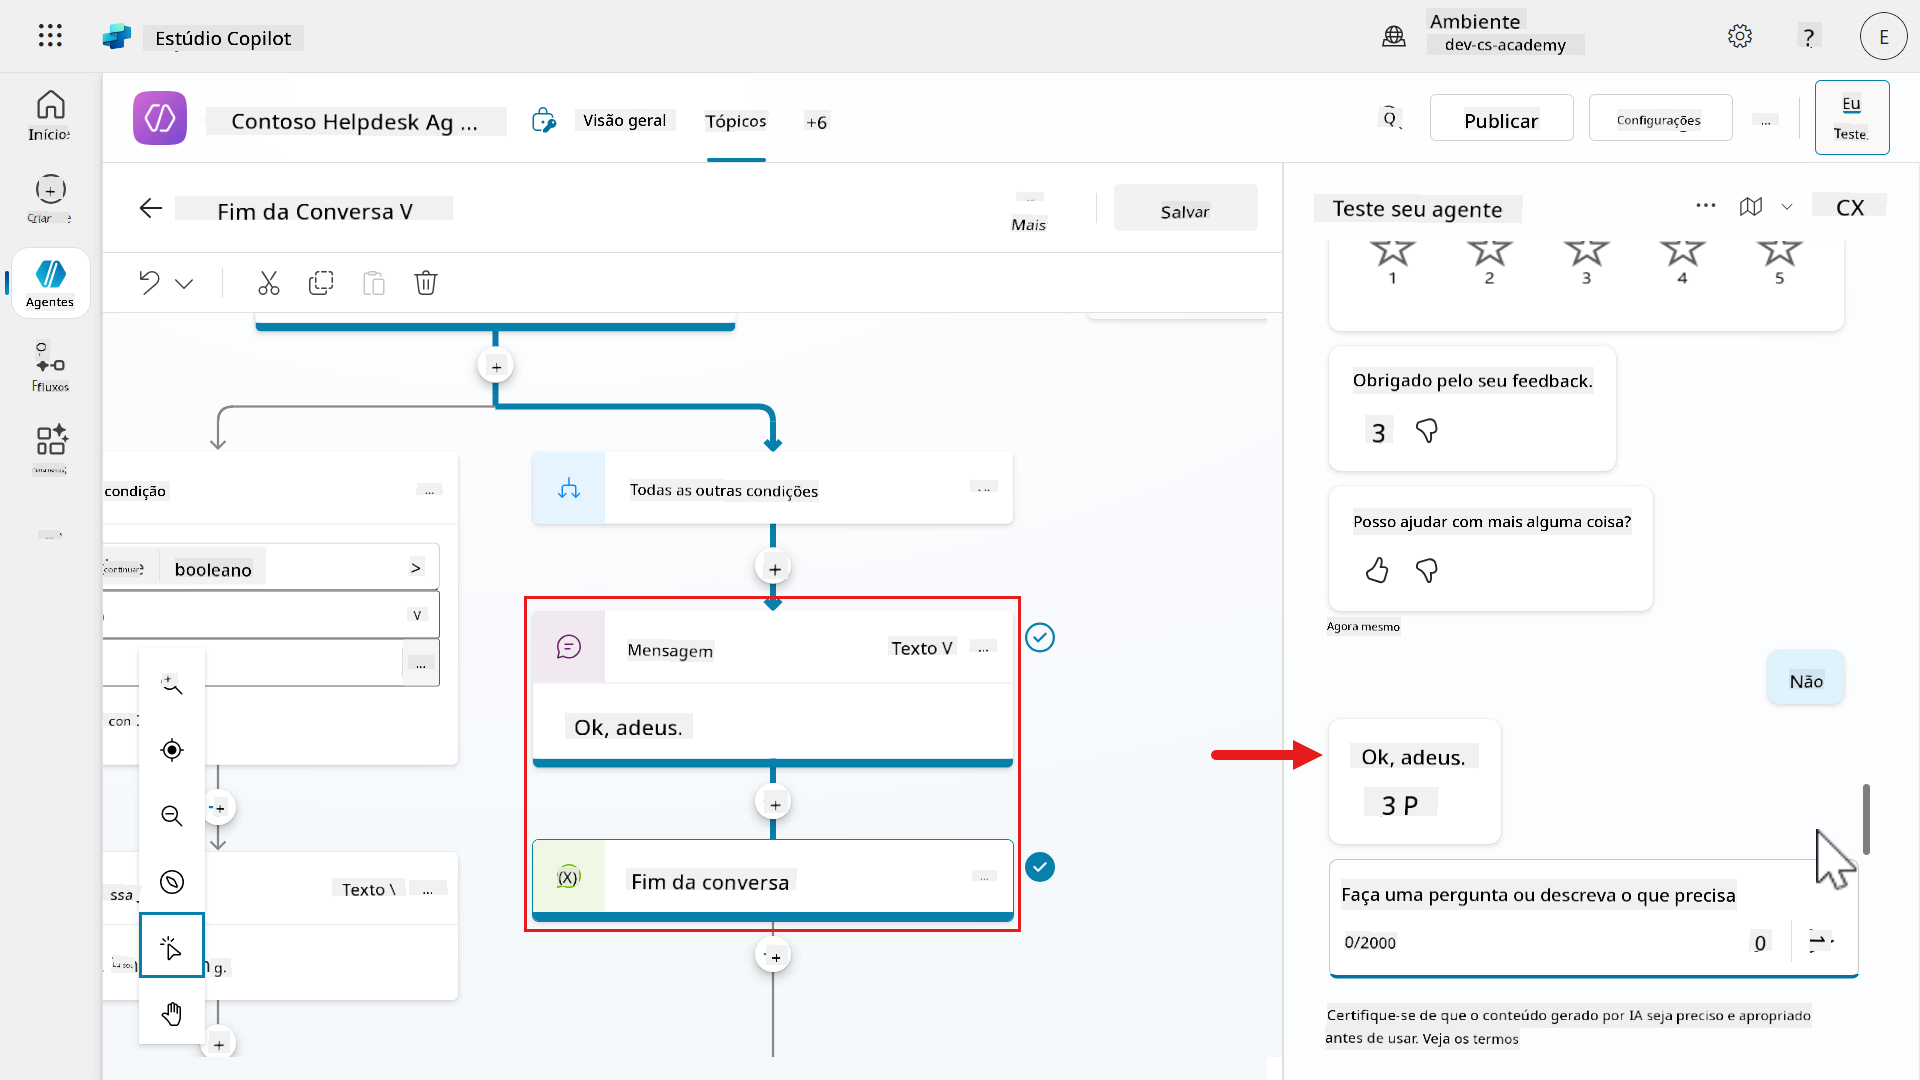 Estúdio Copilot
Ambiente
dev-cs-academy
?
E
Início
Criar
Agentes
Ffluxos
Contoso Helpdesk Ag ...
Visão geral
Tópicos
+6
Publicar
Configurações
...
Eu
Teste
Fim da Conversa V
Mais
Salvar
Teste seu agente
...
CX
1
2
3
4
5
Obrigado pelo seu feedback.
3
Posso ajudar com mais alguma coisa?
Agora mesmo
Não
Ok, adeus.
3 P
Faça uma pergunta ou descreva o que precisa
0/2000
0
Certifique-se de que o conteúdo gerado por IA seja preciso e apropriado
antes de usar. Veja os termos
condição
...
continuar
booleano
>
V
...
con
ssa
Texto \
...
g.
Todas as outras condições
...
Mensagem
Texto V
...
Ok, adeus.
(X)
Fim da conversa
...